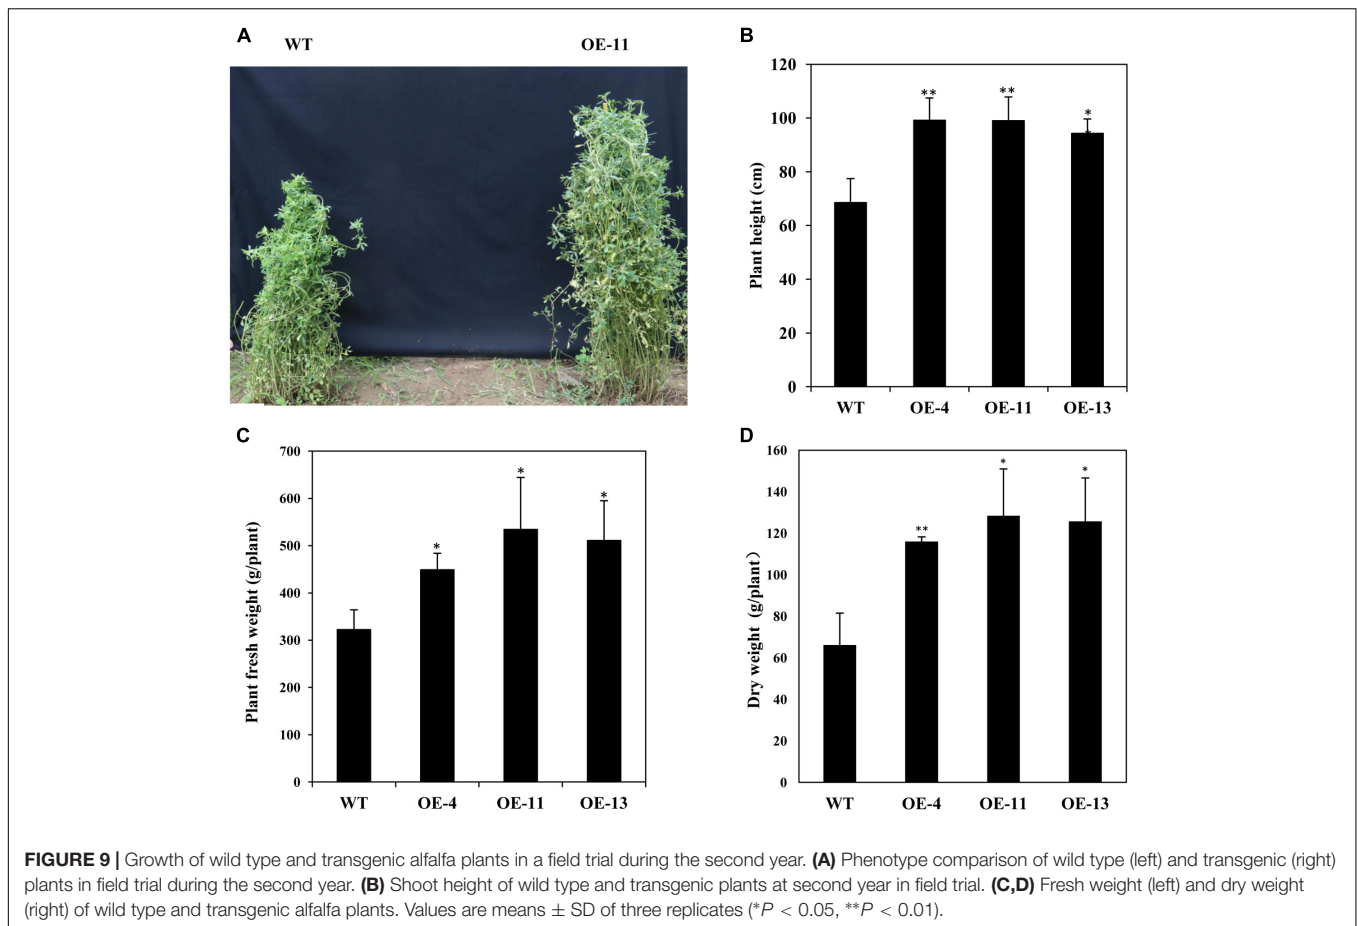 A
WT OE-11
B
120
100
80
60
40
20
0
Plant height (cm)
** ** *
WT OE-4 OE-11 OE-13
C
700
600
500
400
300
200
100
0
Plant fresh weight (g/plant)
* * *
WT OE-4 OE-11 OE-13
D
160
140
120
100
80
60
40
20
0
Dry weight (g/plant)
** * *
WT OE-4 OE-11 OE-13
FIGURE 9 | Growth of wild type and transgenic alfalfa plants in a field trial during the second year. (A) Phenotype comparison of wild type (left) and transgenic (right)
plants in field trial during the second year. (B) Shoot height of wild type and transgenic plants at second year in field trial. (C,D) Fresh weight (left) and dry weight
(right) of wild type and transgenic alfalfa plants. Values are means ± SD of three replicates (*P < 0.05, **P < 0.01).